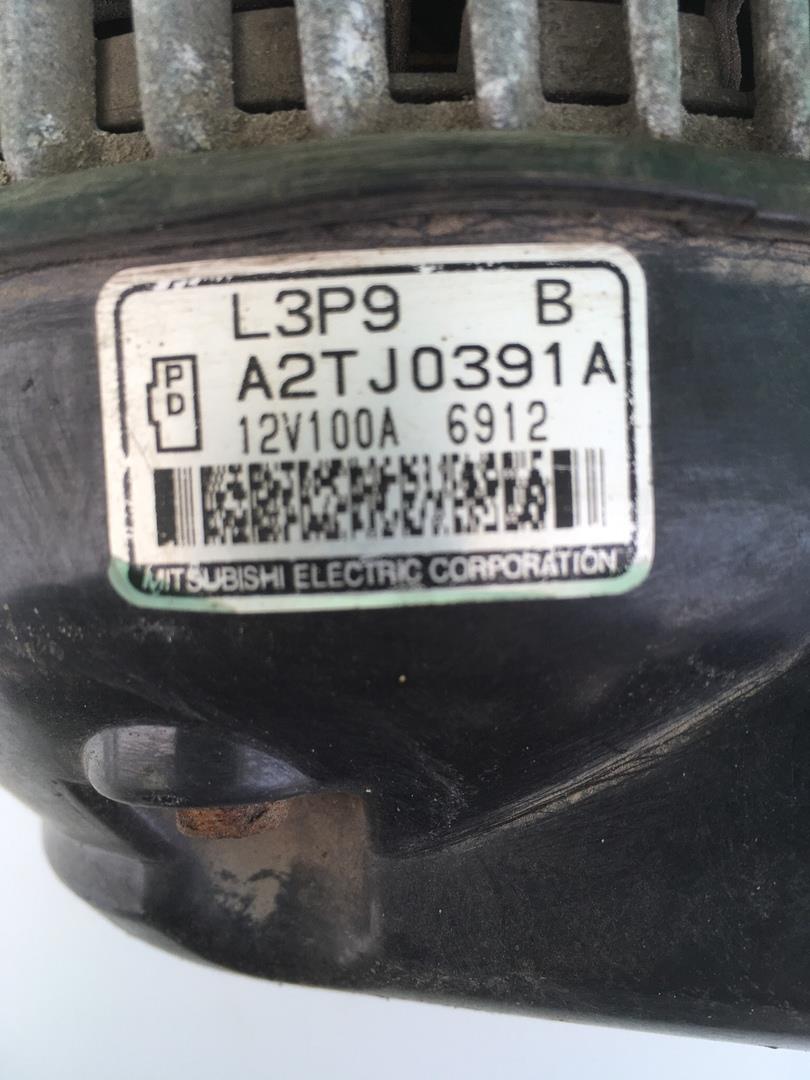 L3P9 B
PD A2TJ0391A
12V100A 6912
MITSUBISHI ELECTRIC CORPORATION